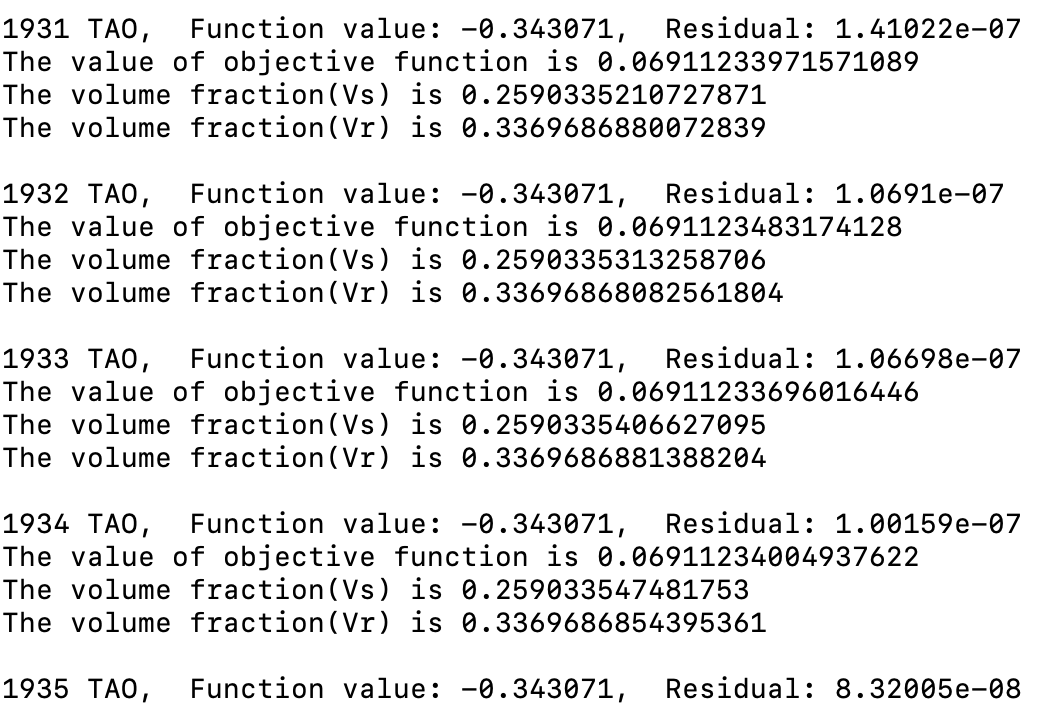 1931 TAO,  Function value: -0.343071,  Residual: 1.41022e-07
The value of objective function is 0.06911233971571089
The volume fraction(Vs) is 0.2590335210727871
The volume fraction(Vr) is 0.3369686880072839
1932 TAO,  Function value: -0.343071,  Residual: 1.0691e-07
The value of objective function is 0.0691123483174128
The volume fraction(Vs) is 0.2590335313258706
The volume fraction(Vr) is 0.33696868082561804
1933 TAO,  Function value: -0.343071,  Residual: 1.06698e-07
The value of objective function is 0.06911233696016446
The volume fraction(Vs) is 0.2590335406627095
The volume fraction(Vr) is 0.3369686881388204
1934 TAO,  Function value: -0.343071,  Residual: 1.00159e-07
The value of objective function is 0.06911234004937622
The volume fraction(Vs) is 0.259033547481753
The volume fraction(Vr) is 0.3369686854395361
1935 TAO,  Function value: -0.343071,  Residual: 8.32005e-08